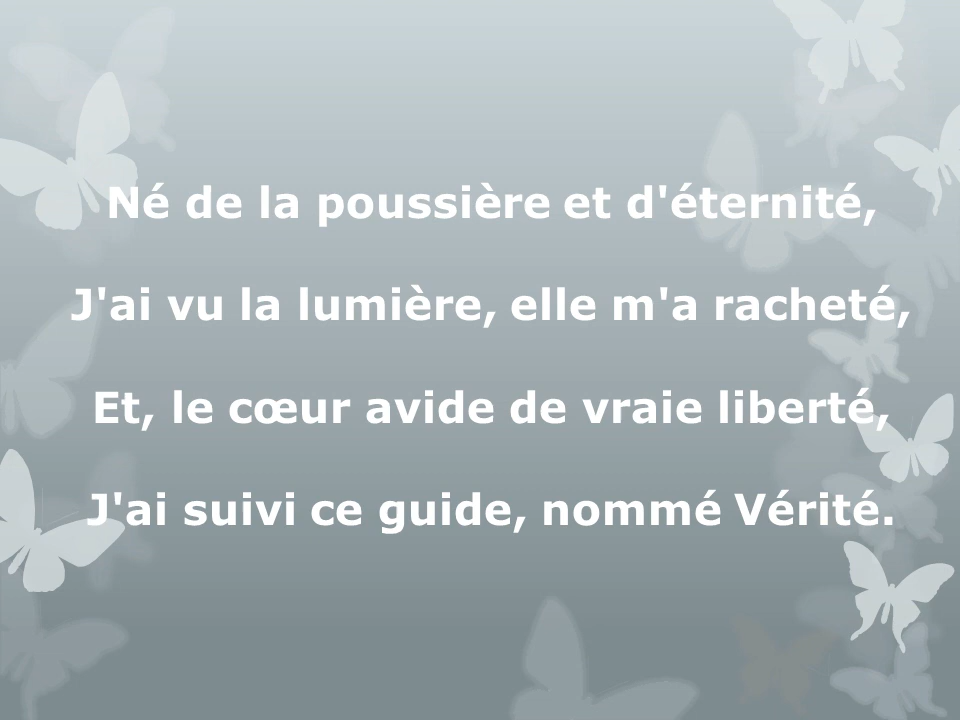 Né de la poussière et d'éternité,
J'ai vu la lumière, elle m'a racheté,
Et, le cœur avide de vraie liberté,
J'ai suivi ce guide, nommé Vérité.